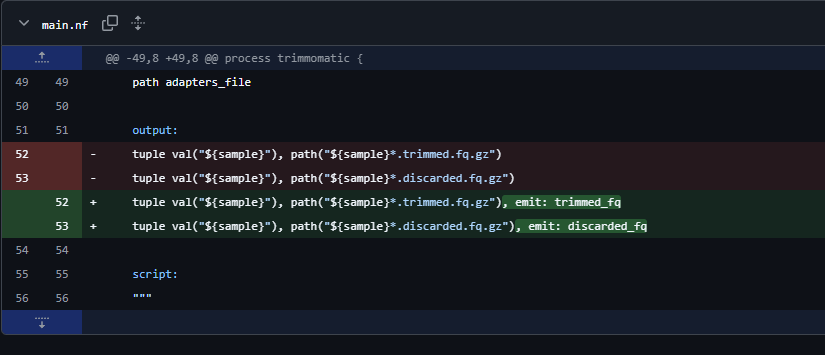 main.nf
@@ -49,8 +49,8 @@ process trimmomatic {
49 49 path adapters_file
50 50
51 51 output:
52 - tuple val("${sample}"), path("${sample}*.trimmed.fq.gz")
53 - tuple val("${sample}"), path("${sample}*.discarded.fq.gz")
52 + tuple val("${sample}"), path("${sample}*.trimmed.fq.gz"), emit: trimmed_fq
53 + tuple val("${sample}"), path("${sample}*.discarded.fq.gz"), emit: discarded_fq
54 54
55 55 script:
56 56 """